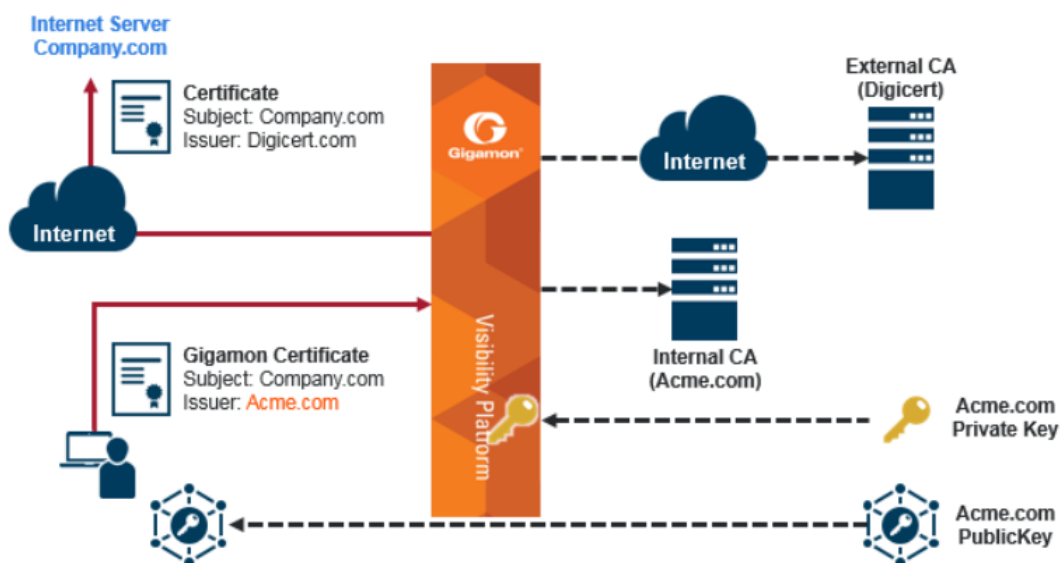 Internet Server
Company.com
Certificate
Subject: Company.com
Issuer: Digicert.com
Internet
Gigamon®
Visibility Platform
Internet
External CA
(Digicert)
Internal CA
(Acme.com)
Gigamon Certificate
Subject: Company.com
Issuer: Acme.com
Acme.com
Private Key
Acme.com
PublicKey